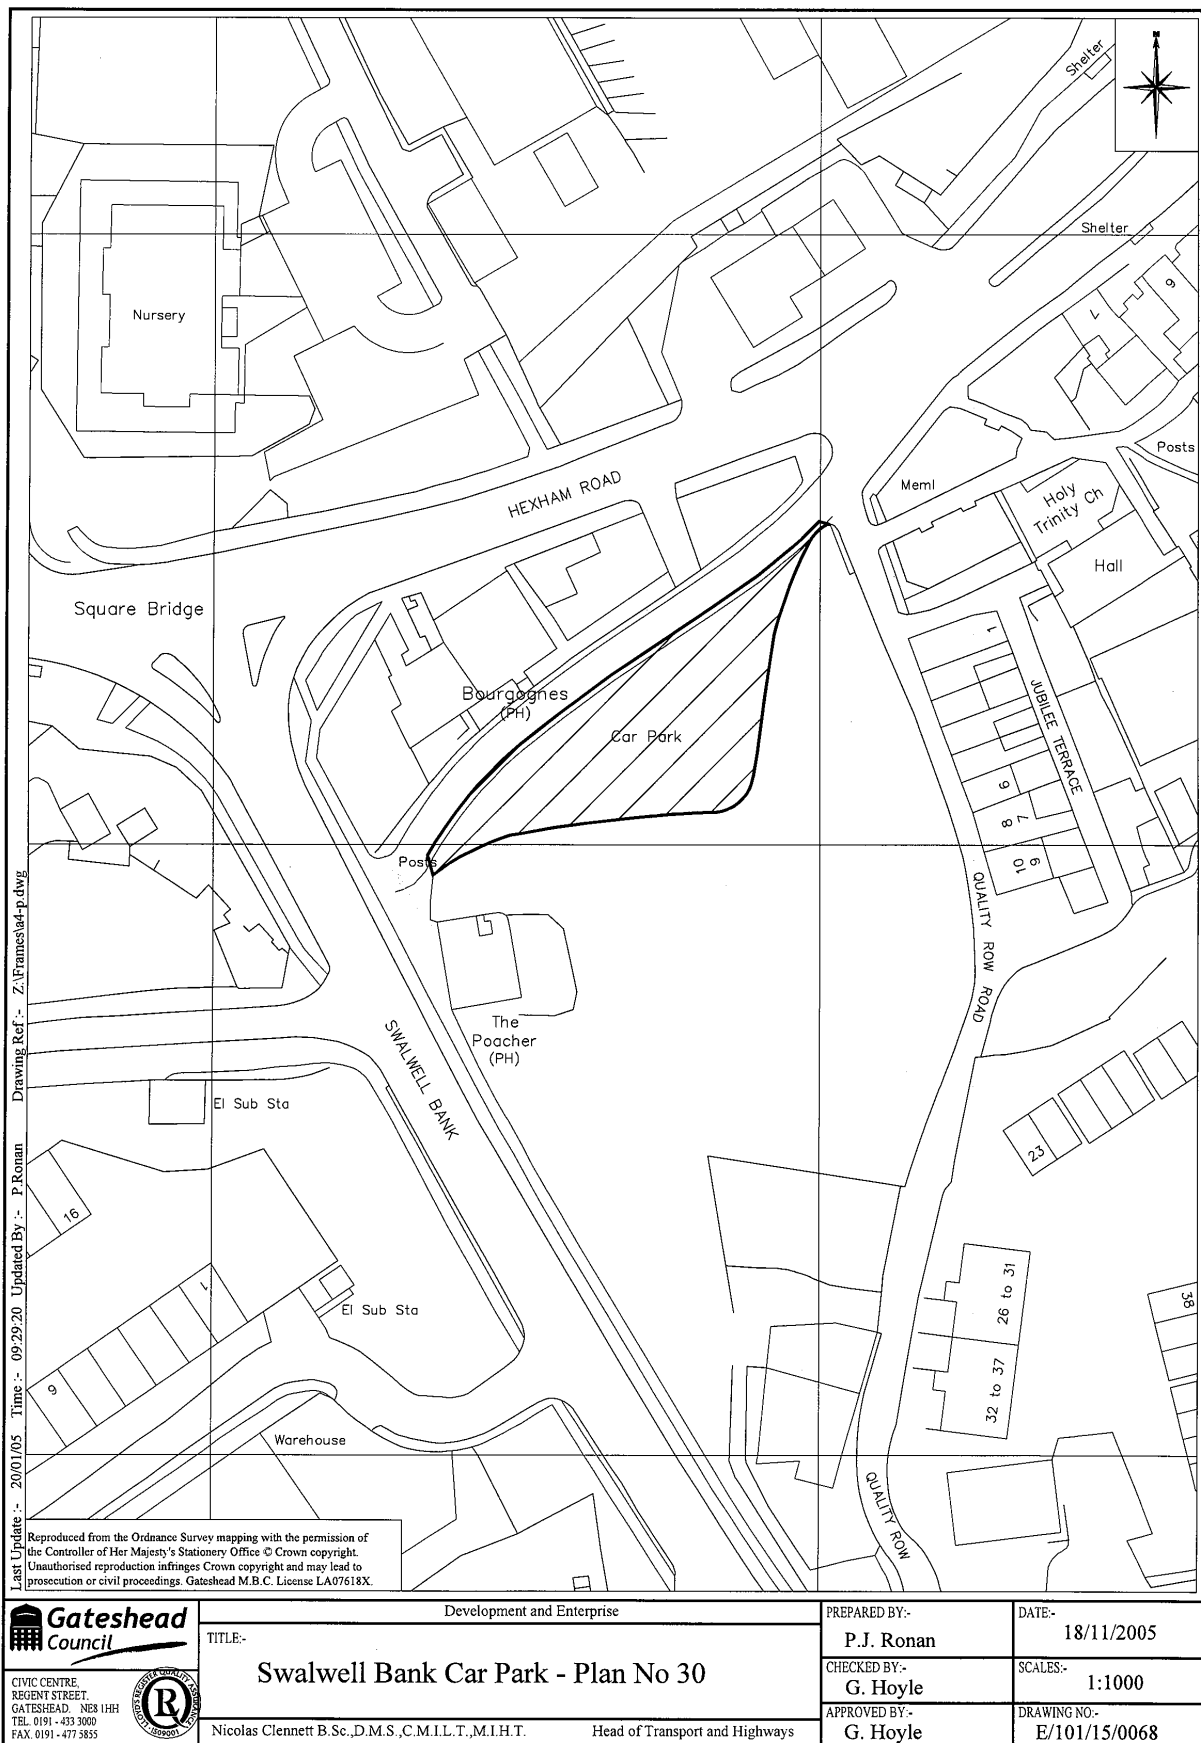 N
Shelter
Shelter
Nursery
6
7
Posts
HEXHAM ROAD
Meml
Holy
Trinity Ch
Hall
Square Bridge
1
Bourgognes
(PH)
Car Park
JUBILEE TERRACE
6
7
8
9
10
Posts
QUALITY ROW ROAD
The
Poacher
(PH)
SWALWELL BANK
El Sub Sta
23
16
1
El Sub Sta
26 to 31
38
9
32 to 37
Warehouse
QUALITY ROW
Last Update :- 20/01/05 Time :- 09:29:20 Updated By :- P.Ronan Drawing Ref :- Z:\Frames\a4-p.dwg
Reproduced from the Ordnance Survey mapping with the permission of
the Controller of Her Majesty's Stationery Office © Crown copyright.
Unauthorised reproduction infringes Crown copyright and may lead to
prosecution or civil proceedings. Gateshead M.B.C. License LA07618X.
Gateshead
Council
CIVIC CENTRE,
REGENT STREET.
GATESHEAD. NE8 1HH
TEL. 0191 - 433 3000
FAX. 0191 - 477 5855
LLOYD'S REGISTER QUALITY ASSURANCE
R
ISO9001
Development and Enterprise
TITLE:-
Swalwell Bank Car Park - Plan No 30
Nicolas Clennett B.Sc.,D.M.S.,C.M.I.L.T.,M.I.H.T. Head of Transport and Highways
PREPARED BY:-
P.J. Ronan
DATE:-
18/11/2005
CHECKED BY:-
G. Hoyle
SCALES:-
1:1000
APPROVED BY:-
G. Hoyle
DRAWING NO:-
E/101/15/0068